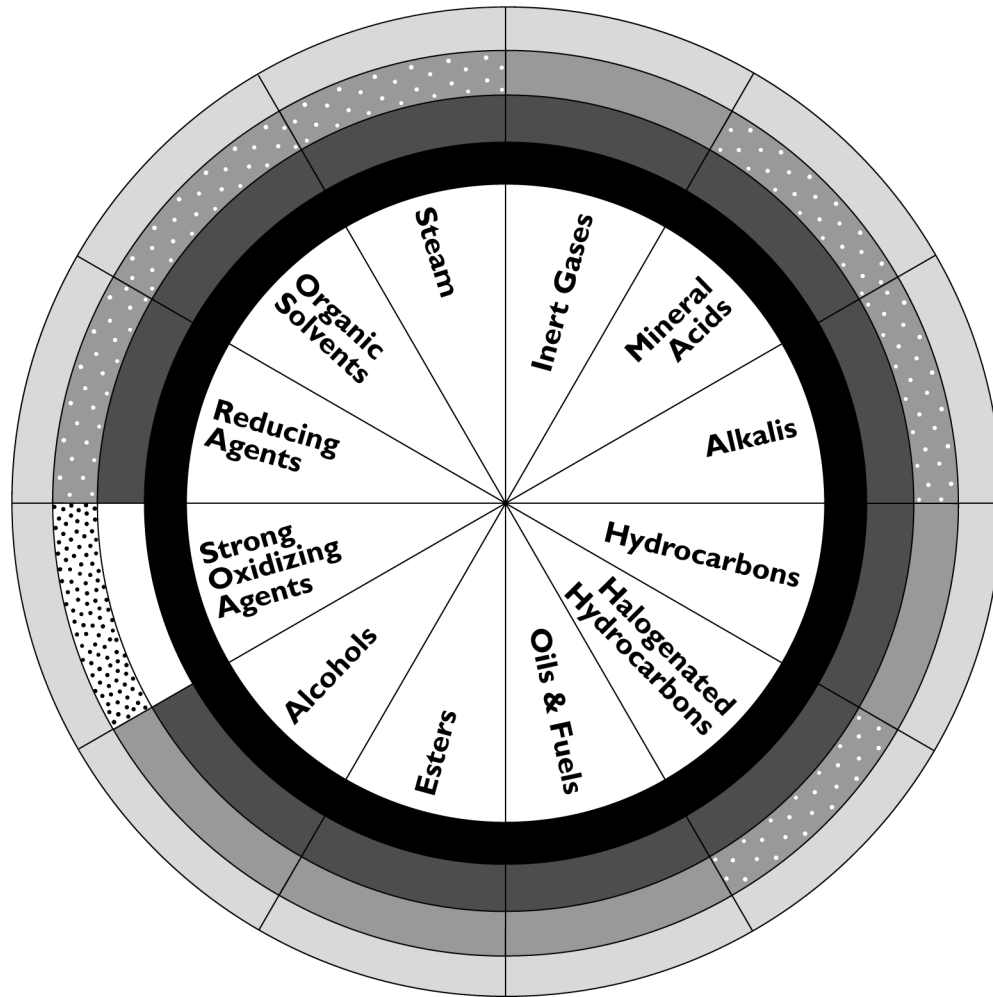 Steam
Inert Gases
Mineral
Acids
Alkalis
Hydrocarbons
Halogenated
Hydrocarbons
Oils & Fuels
Esters
Alcohols
Strong
Oxidizing
Agents
Reducing
Agents
Organic
Solvents